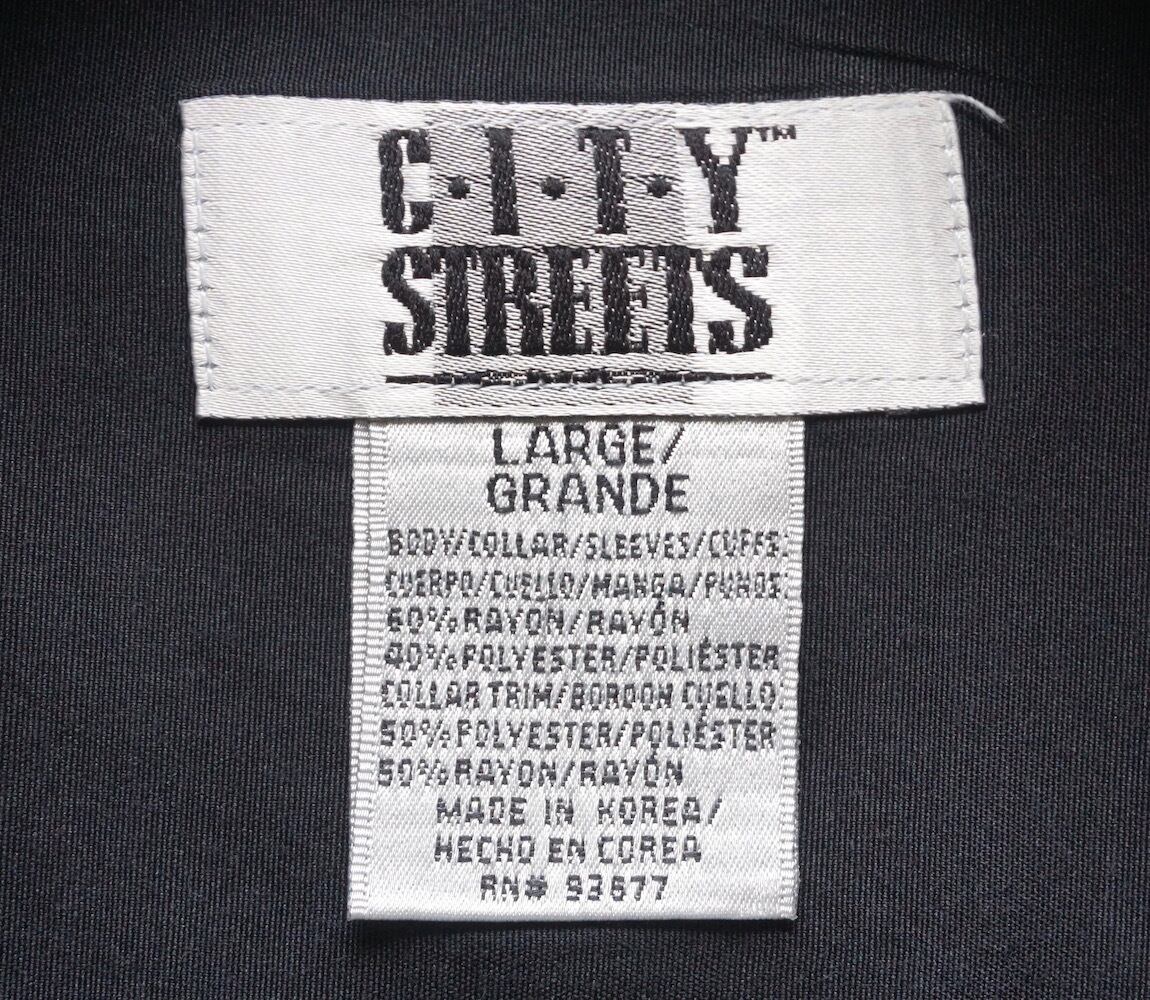 C·I·T·Y™
STREETS
LARGE/
GRANDE
BODY/COLLAR/SLEEVES/CUFFS:
CUERPO/CUELLO/MANGA/PUNOS:
60% RAYON/RAYÓN
40% POLYESTER/POLIÉSTER
COLLAR TRIM/BORDON CUELLO:
50% POLYESTER/POLIÉSTER
50% RAYON/RAYÓN
MADE IN KOREA/
HECHO EN COREA
RN# 93677